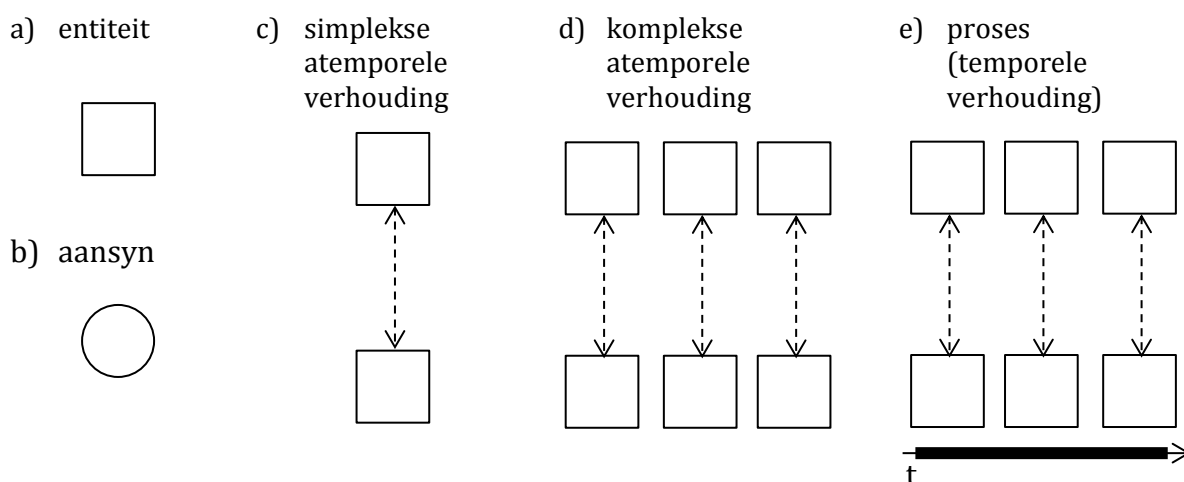 a) entiteit
b) aansyn
c) simplekse
atemporele
verhouding
d) komplekse
atemporele
verhouding
e) proses
(temporele
verhouding)
t